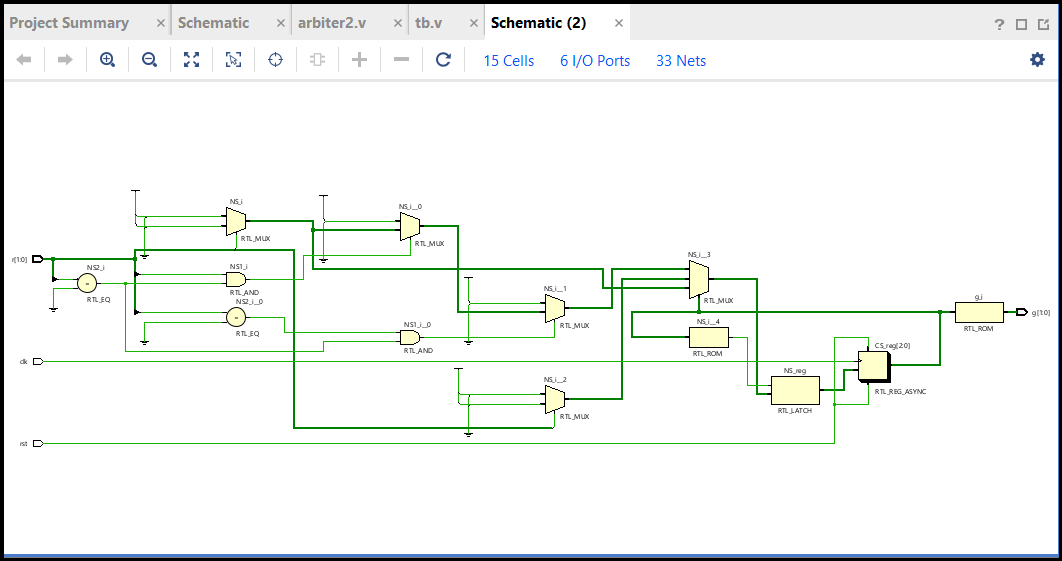 Project Summary × Schematic × arbiter2.v × tb.v × Schematic (2) ×
?
15 Cells 6 I/O Ports 33 Nets
NS_i
RTL_MUX
NS_i__0
RTL_MUX
r[1:0]
NS2_i
RTL_EQ
NS1_i
RTL_AND
NS2_i__0
RTL_EQ
NS1_i__0
RTL_AND
NS_i__1
RTL_MUX
NS_i__2
RTL_MUX
NS_i__3
RTL_MUX
NS_i__4
RTL_ROM
NS_reg
RTL_LATCH
CS_reg[2:0]
RTL_REG_ASYNC
g_i
RTL_ROM
g[1:0]
clk
rst